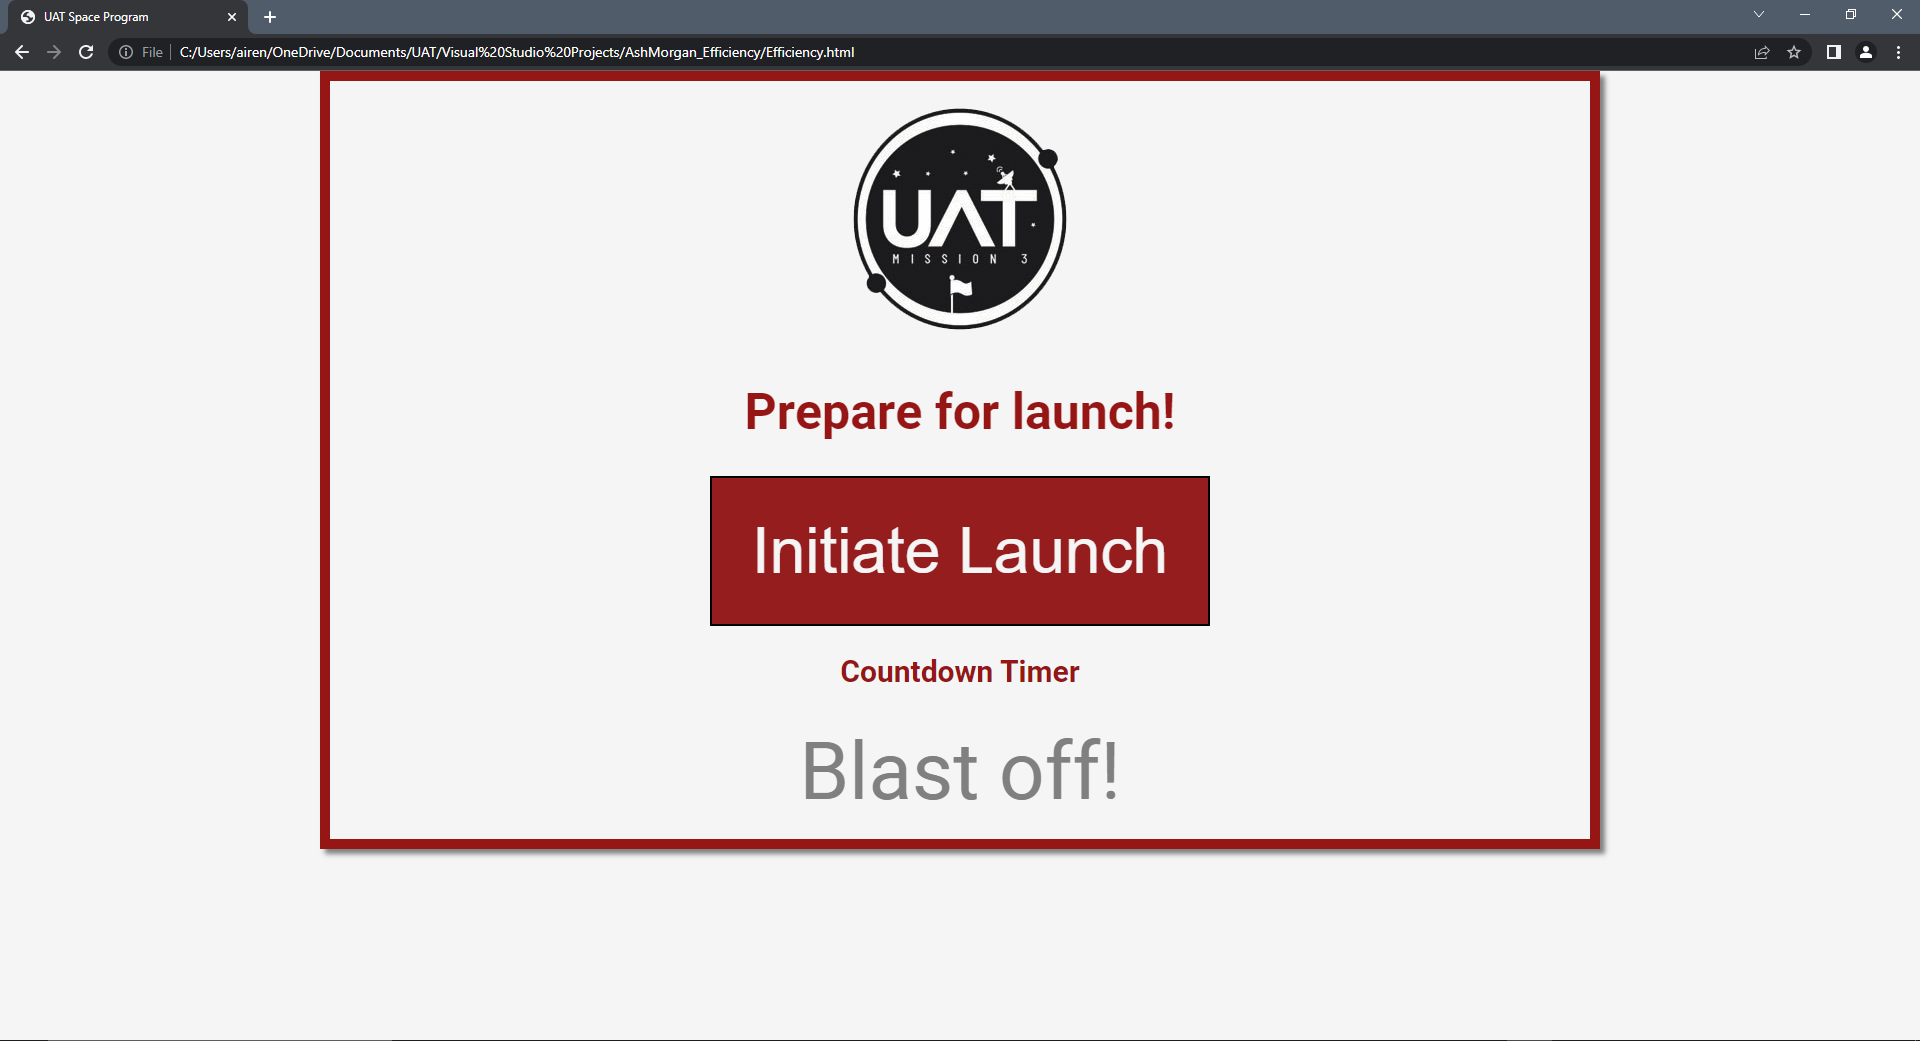 UAT Space Program
File
C:/Users/airen/OneDrive/Documents/UAT/Visual%20Studio%20Projects/AshMorgan_Efficiency/Efficiency.html
UAT
MISSION 3
Prepare for launch!
Initiate Launch
Countdown Timer
Blast off!